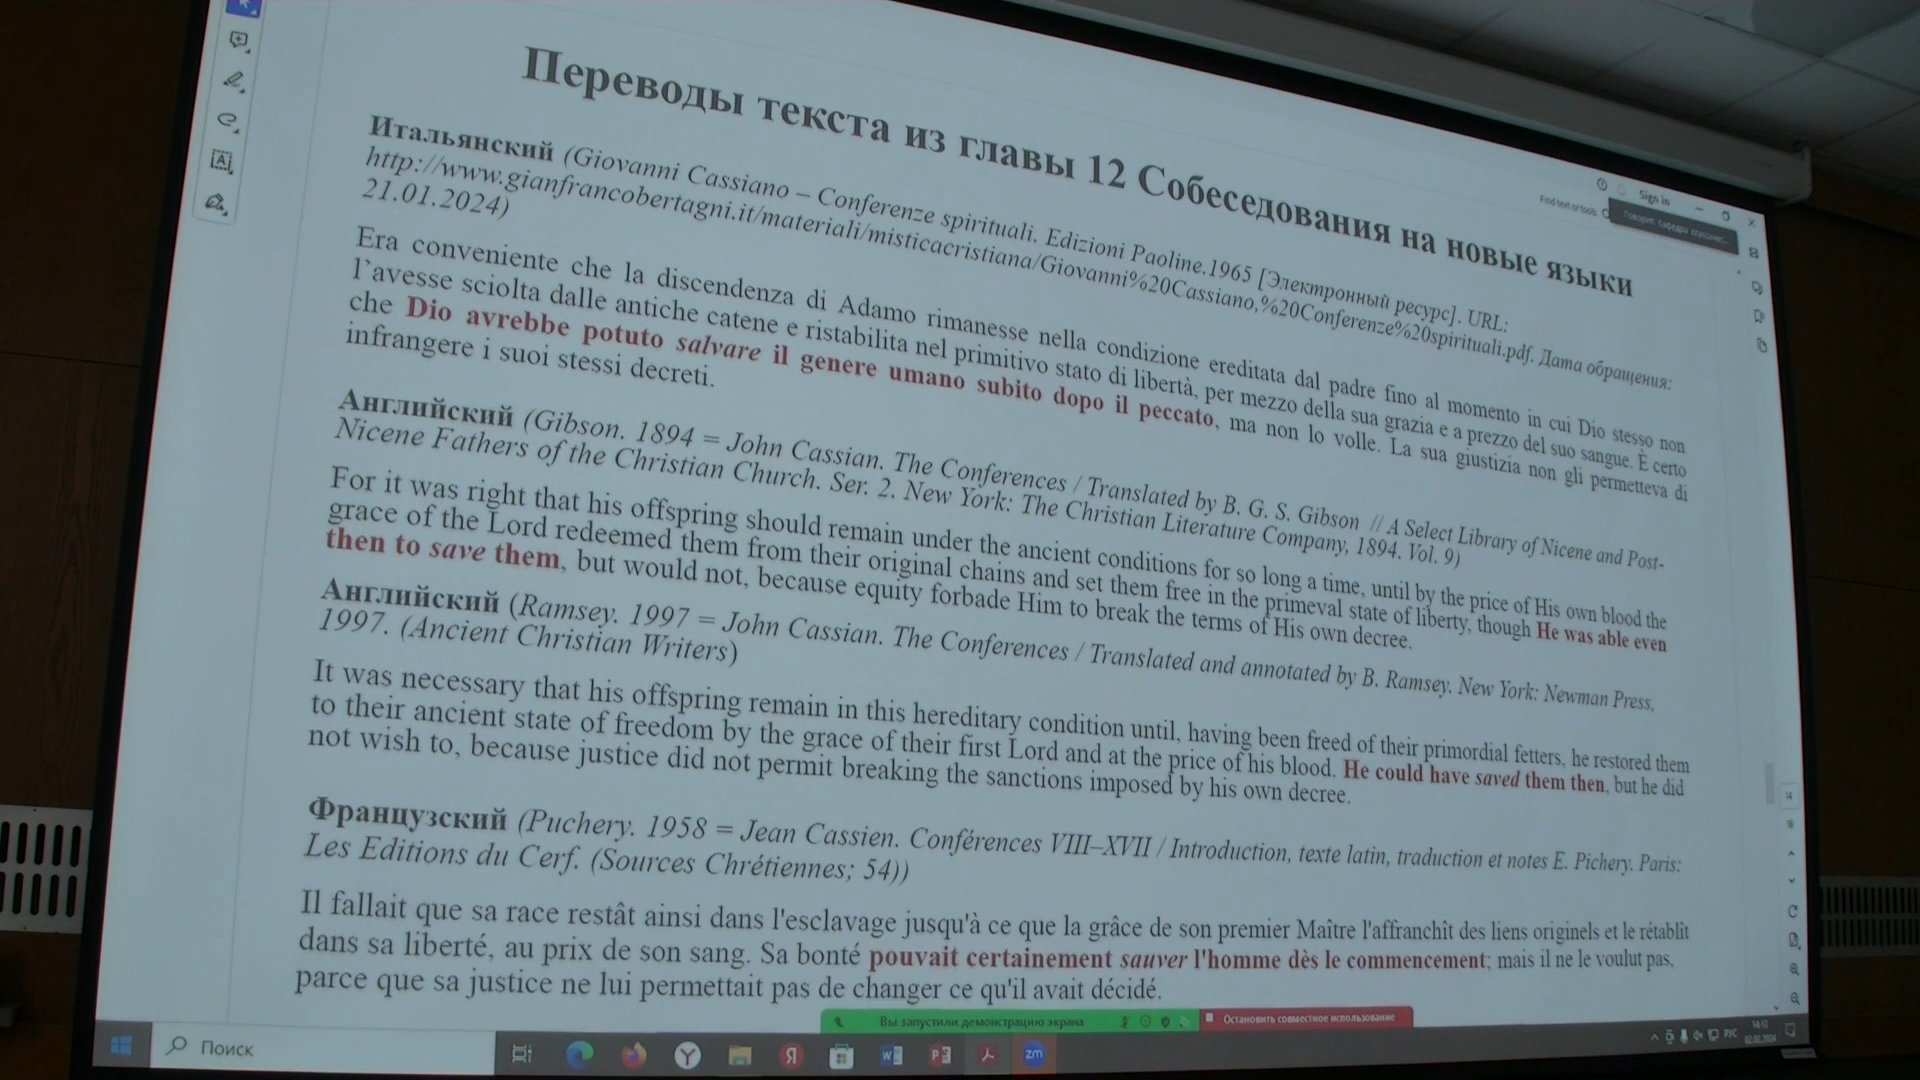 Переводы текста из главы 12 Собеседования на новые языки
Sign in
Find text or tools
Итальянский (Giovanni Cassiano – Conferenze spirituali. Edizioni Paoline.1965 [Электронный ресурс]. URL:
http://www.gianfrancobertagni.it/materiali/misticacristiana/Giovanni%20Cassiano,%20Conferenze%20spirituali.pdf. Дата обращения:
21.01.2024)
Era conveniente che la discendenza di Adamo rimanesse nella condizione ereditata dal padre fino al momento in cui Dio stesso non
l'avesse sciolta dalle antiche catene e ristabilita nel primitivo stato di libertà, per mezzo della sua grazia e a prezzo del suo sangue. È certo
che Dio avrebbe potuto salvare il genere umano subito dopo il peccato, ma non lo volle. La sua giustizia non gli permetteva di
infrangere i suoi stessi decreti.
Английский (Gibson. 1894 = John Cassian. The Conferences / Translated by B. G. S. Gibson // A Select Library of Nicene and Post-
Nicene Fathers of the Christian Church. Ser. 2. New York: The Christian Literature Company, 1894. Vol. 9)
For it was right that his offspring should remain under the ancient conditions for so long a time, until by the price of His own blood the
grace of the Lord redeemed them from their original chains and set them free in the primeval state of liberty, though He was able even
then to save them, but would not, because equity forbade Him to break the terms of His own decree.
Английский (Ramsey. 1997 = John Cassian. The Conferences / Translated and annotated by B. Ramsey. New York: Newman Press,
1997. (Ancient Christian Writers)
It was necessary that his offspring remain in this hereditary condition until, having been freed of their primordial fetters, he restored them
to their ancient state of freedom by the grace of their first Lord and at the price of his blood. He could have saved them then, but he did
not wish to, because justice did not permit breaking the sanctions imposed by his own decree.
Французский (Puchery. 1958 = Jean Cassien. Conférences VIII–XVII / Introduction, texte latin, traduction et notes E. Pichery. Paris:
Les Editions du Cerf. (Sources Chrétiennes; 54))
Il fallait que sa race restât ainsi dans l'esclavage jusqu'à ce que la grâce de son premier Maître l'affranchît des liens originels et le rétablît
dans sa liberté, au prix de son sang. Sa bonté pouvait certainement sauver l'homme dès le commencement; mais il ne le voulut pas,
parce que sa justice ne lui permettait pas de changer ce qu'il avait décidé.
Вы запустили демонстрацию экрана
Остановить совместное использование
Поиск
zm
РУС
14:13
02.02.2024